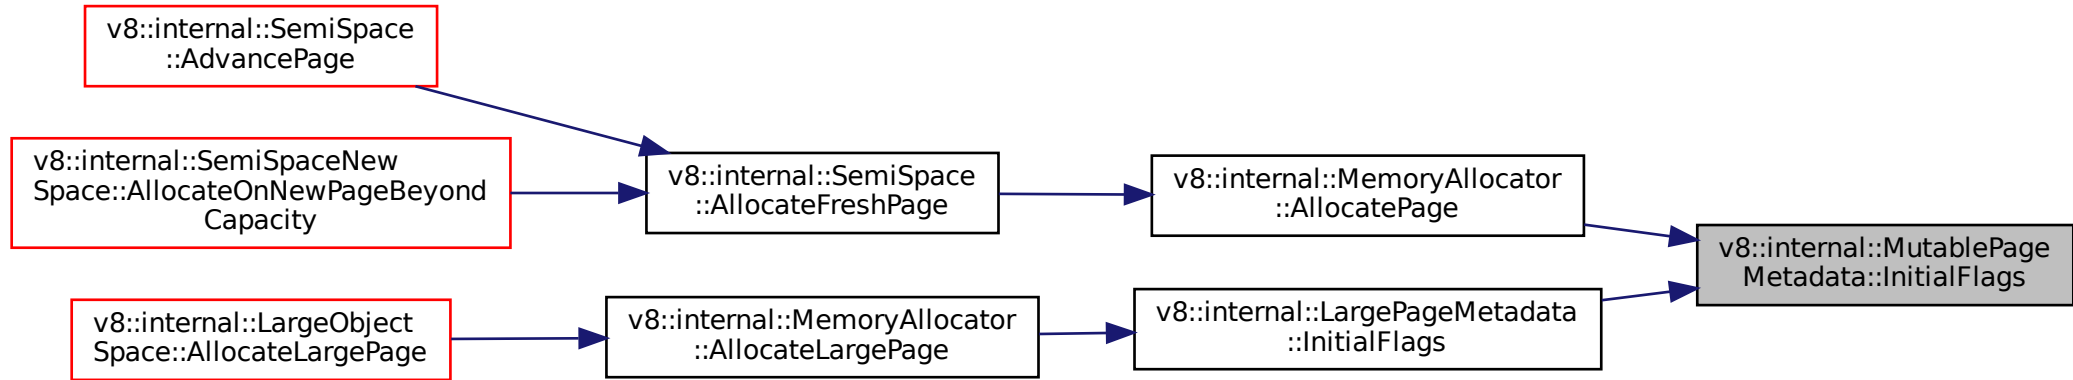 v8::internal::SemiSpace
::AdvancePage
v8::internal::SemiSpaceNew
Space::AllocateOnNewPageBeyond
Capacity
v8::internal::SemiSpace
::AllocateFreshPage
v8::internal::MemoryAllocator
::AllocatePage
v8::internal::MutablePage
Metadata::InitialFlags
v8::internal::LargeObject
Space::AllocateLargePage
v8::internal::MemoryAllocator
::AllocateLargePage
v8::internal::LargePageMetadata
::InitialFlags